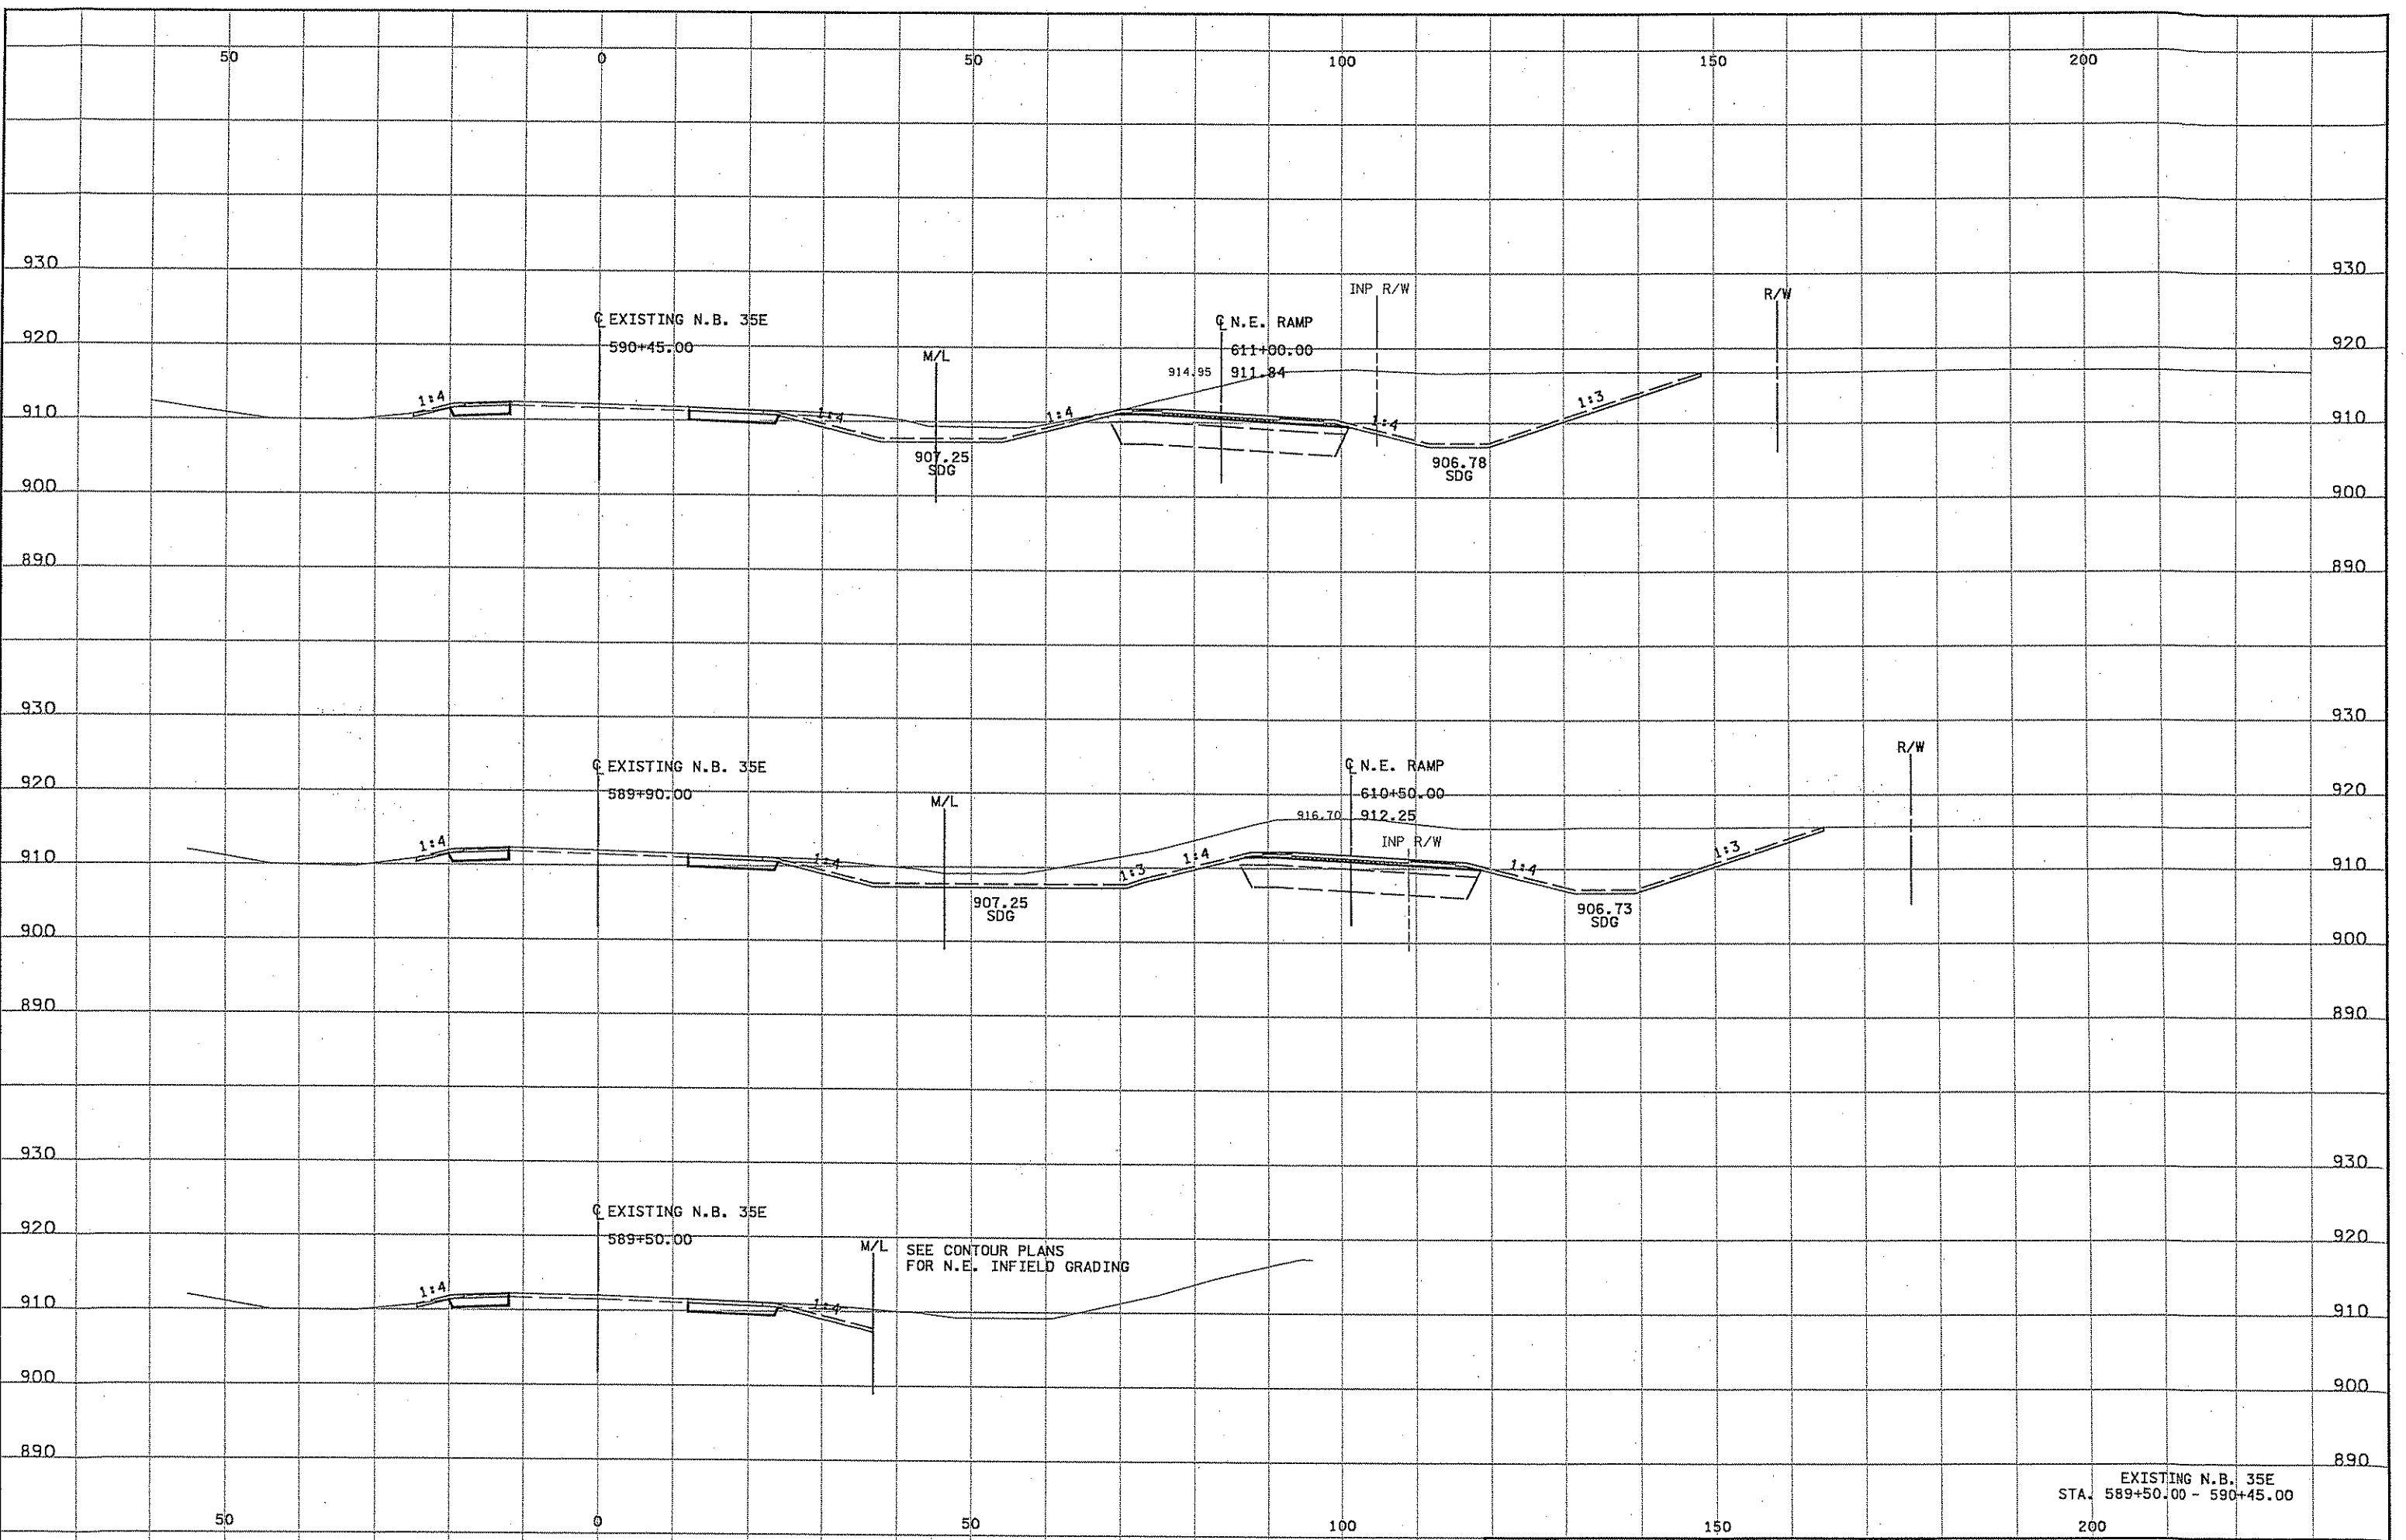 50 0 50 100 150 200
930 930
INP R/W
R/W
℄ EXISTING N.B. 35E
℄ N.E. RAMP
920 920
590+45.00
611+00.00
M/L
914.95 911.84
1:4
1:3
910 910
1:4
1:4
1:4
907.25
SDG
906.78
SDG
900 900
890 890
930 930
R/W
℄ EXISTING N.B. 35E
℄ N.E. RAMP
920 920
589+90.00
610+50.00
M/L
916.70 912.25
INP R/W
1:4
1:3
910 910
1:4
1:3
1:4
1:4
907.25
SDG
906.73
SDG
900 900
890 890
930 930
℄ EXISTING N.B. 35E
920 920
589+50.00
M/L
SEE CONTOUR PLANS
FOR N.E. INFIELD GRADING
1:4
910 910
1:4
900 900
890 890
EXISTING N.B. 35E
STA. 589+50.00 - 590+45.00
50 0 50 100 150 200